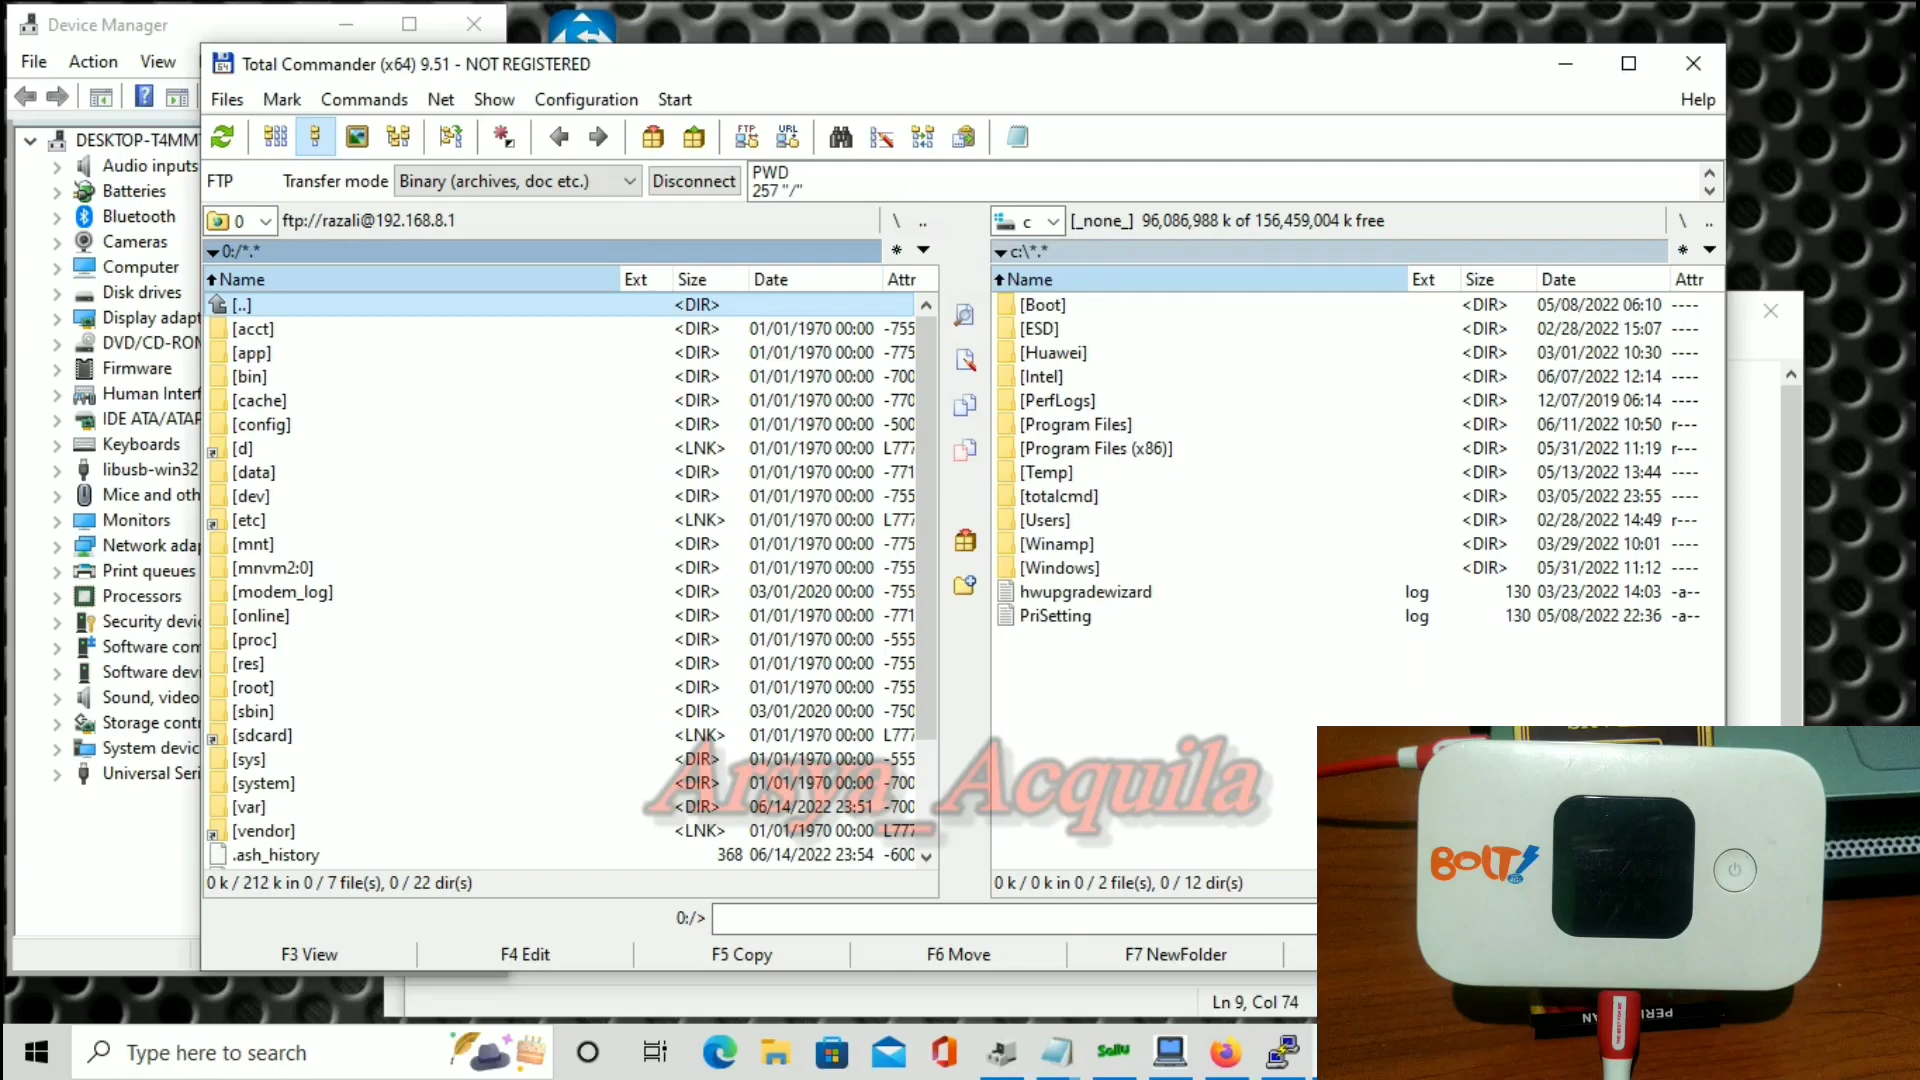 Device Manager
File Action View
DESKTOP-T4MM
Audio inputs
Batteries
Bluetooth
Cameras
Computer
Disk drives
Display adapt
DVD/CD-ROM
Firmware
Human Interf
IDE ATA/ATAP
Keyboards
libusb-win32
Mice and oth
Monitors
Network adap
Print queues
Processors
Security devi
Software com
Software devi
Sound, video
Storage contr
System devic
Universal Seri
Total Commander (x64) 9.51 - NOT REGISTERED
Files Mark Commands Net Show Configuration Start Help
FTP URL
FTP Transfer mode Binary (archives, doc etc.) Disconnect PWD
257 "/"
0 ftp://razali@192.168.8.1 \ ..
0:/*.* * 
Name Ext Size Date Attr
[..] <DIR>
[acct] <DIR> 01/01/1970 00:00 -755
[app] <DIR> 01/01/1970 00:00 -775
[bin] <DIR> 01/01/1970 00:00 -700
[cache] <DIR> 01/01/1970 00:00 -770
[config] <DIR> 01/01/1970 00:00 -500
[d] <LNK> 01/01/1970 00:00 L777
[data] <DIR> 01/01/1970 00:00 -771
[dev] <DIR> 01/01/1970 00:00 -755
[etc] <LNK> 01/01/1970 00:00 L777
[mnt] <DIR> 01/01/1970 00:00 -775
[mnvm2:0] <DIR> 01/01/1970 00:00 -755
[modem_log] <DIR> 03/01/2020 00:00 -755
[online] <DIR> 01/01/1970 00:00 -771
[proc] <DIR> 01/01/1970 00:00 -555
[res] <DIR> 01/01/1970 00:00 -755
[root] <DIR> 01/01/1970 00:00 -755
[sbin] <DIR> 03/01/2020 00:00 -750
[sdcard] <LNK> 01/01/1970 00:00 L777
[sys] <DIR> 01/01/1970 00:00 -555
[system] <DIR> 01/01/1970 00:00 -700
[var] <DIR> 06/14/2022 23:51 -700
[vendor] <LNK> 01/01/1970 00:00 L777
.ash_history 368 06/14/2022 23:54 -600
0 k / 212 k in 0 / 7 file(s), 0 / 22 dir(s)
c [_none_] 96,086,988 k of 156,459,004 k free \ ..
c:\*.* *
Name Ext Size Date Attr
[Boot] <DIR> 05/08/2022 06:10 ----
[ESD] <DIR> 02/28/2022 15:07 ----
[Huawei] <DIR> 03/01/2022 10:30 ----
[Intel] <DIR> 06/07/2022 12:14 ----
[PerfLogs] <DIR> 12/07/2019 06:14 ----
[Program Files] <DIR> 06/11/2022 10:50 r---
[Program Files (x86)] <DIR> 05/31/2022 11:19 r---
[Temp] <DIR> 05/13/2022 13:44 ----
[totalcmd] <DIR> 03/05/2022 23:55 ----
[Users] <DIR> 02/28/2022 14:49 r---
[Winamp] <DIR> 03/29/2022 10:01 ----
[Windows] <DIR> 05/31/2022 11:12 ----
hwupgradewizard log 130 03/23/2022 14:03 -a--
PriSetting log 130 05/08/2022 22:36 -a--
0 k / 0 k in 0 / 2 file(s), 0 / 12 dir(s)
Arsya_Acquila
0:/>
F3 View F4 Edit F5 Copy F6 Move F7 NewFolder
Ln 9, Col 74
BOLT!
Type here to search